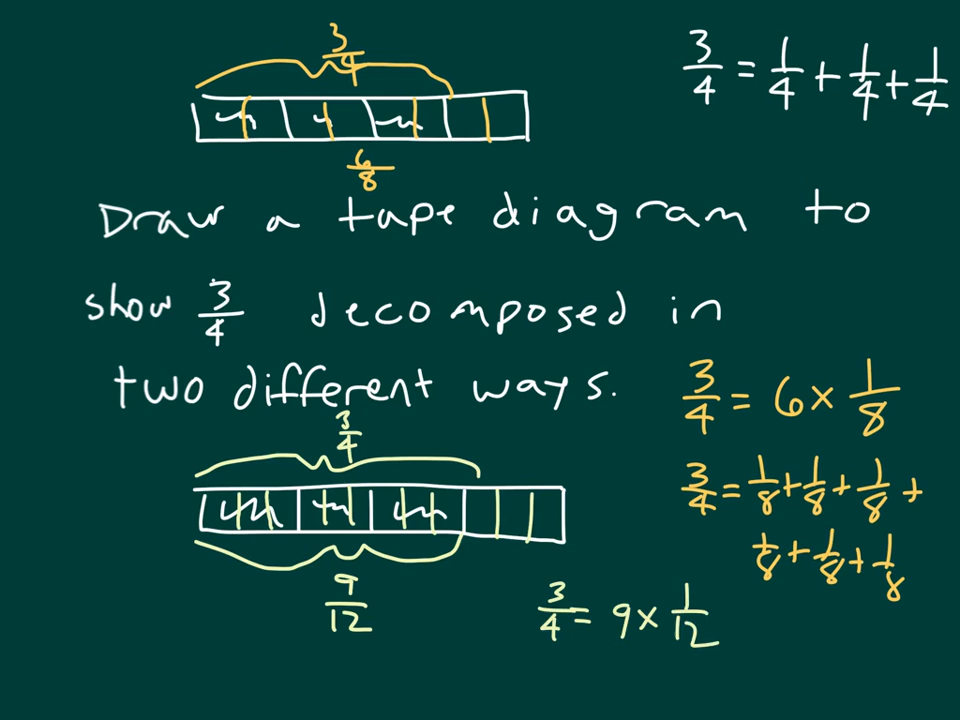 3/4
3/4 = 1/4 + 1/4 + 1/4
6/8
Draw a tape diagram to
show 3/4 decomposed in
two different ways.
3/4 = 6 × 1/8
3/4
3/4 = 1/8 + 1/8 + 1/8 +
1/8 + 1/8 + 1/8
9/12
3/4 = 9 × 1/12